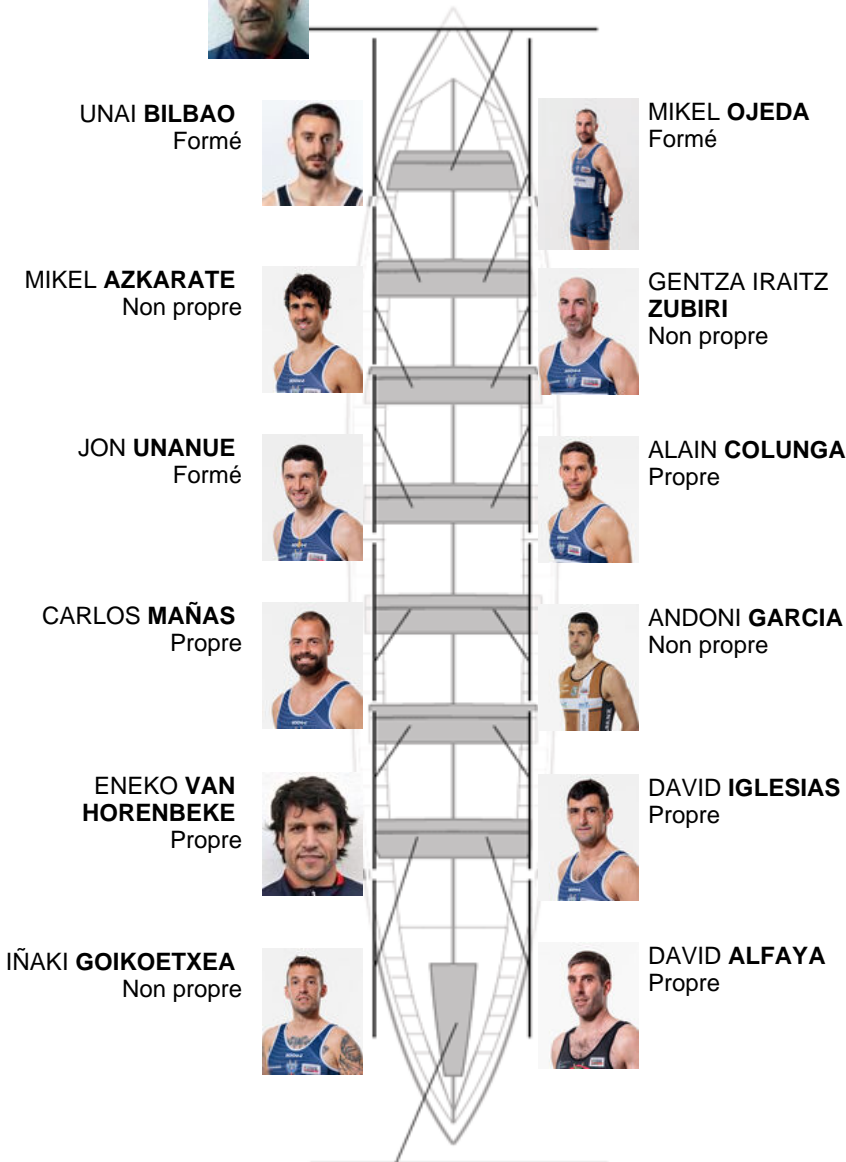 UNAI BILBAO
Formé
MIKEL OJEDA
Formé
MIKEL AZKARATE
Non propre
GENTZA IRAITZ
ZUBIRI
Non propre
JON UNANUE
Formé
ALAIN COLUNGA
Propre
CARLOS MAÑAS
Propre
ANDONI GARCIA
Non propre
ENEKO VAN
HORENBEKE
Propre
DAVID IGLESIAS
Propre
IÑAKI GOIKOETXEA
Non propre
DAVID ALFAYA
Propre